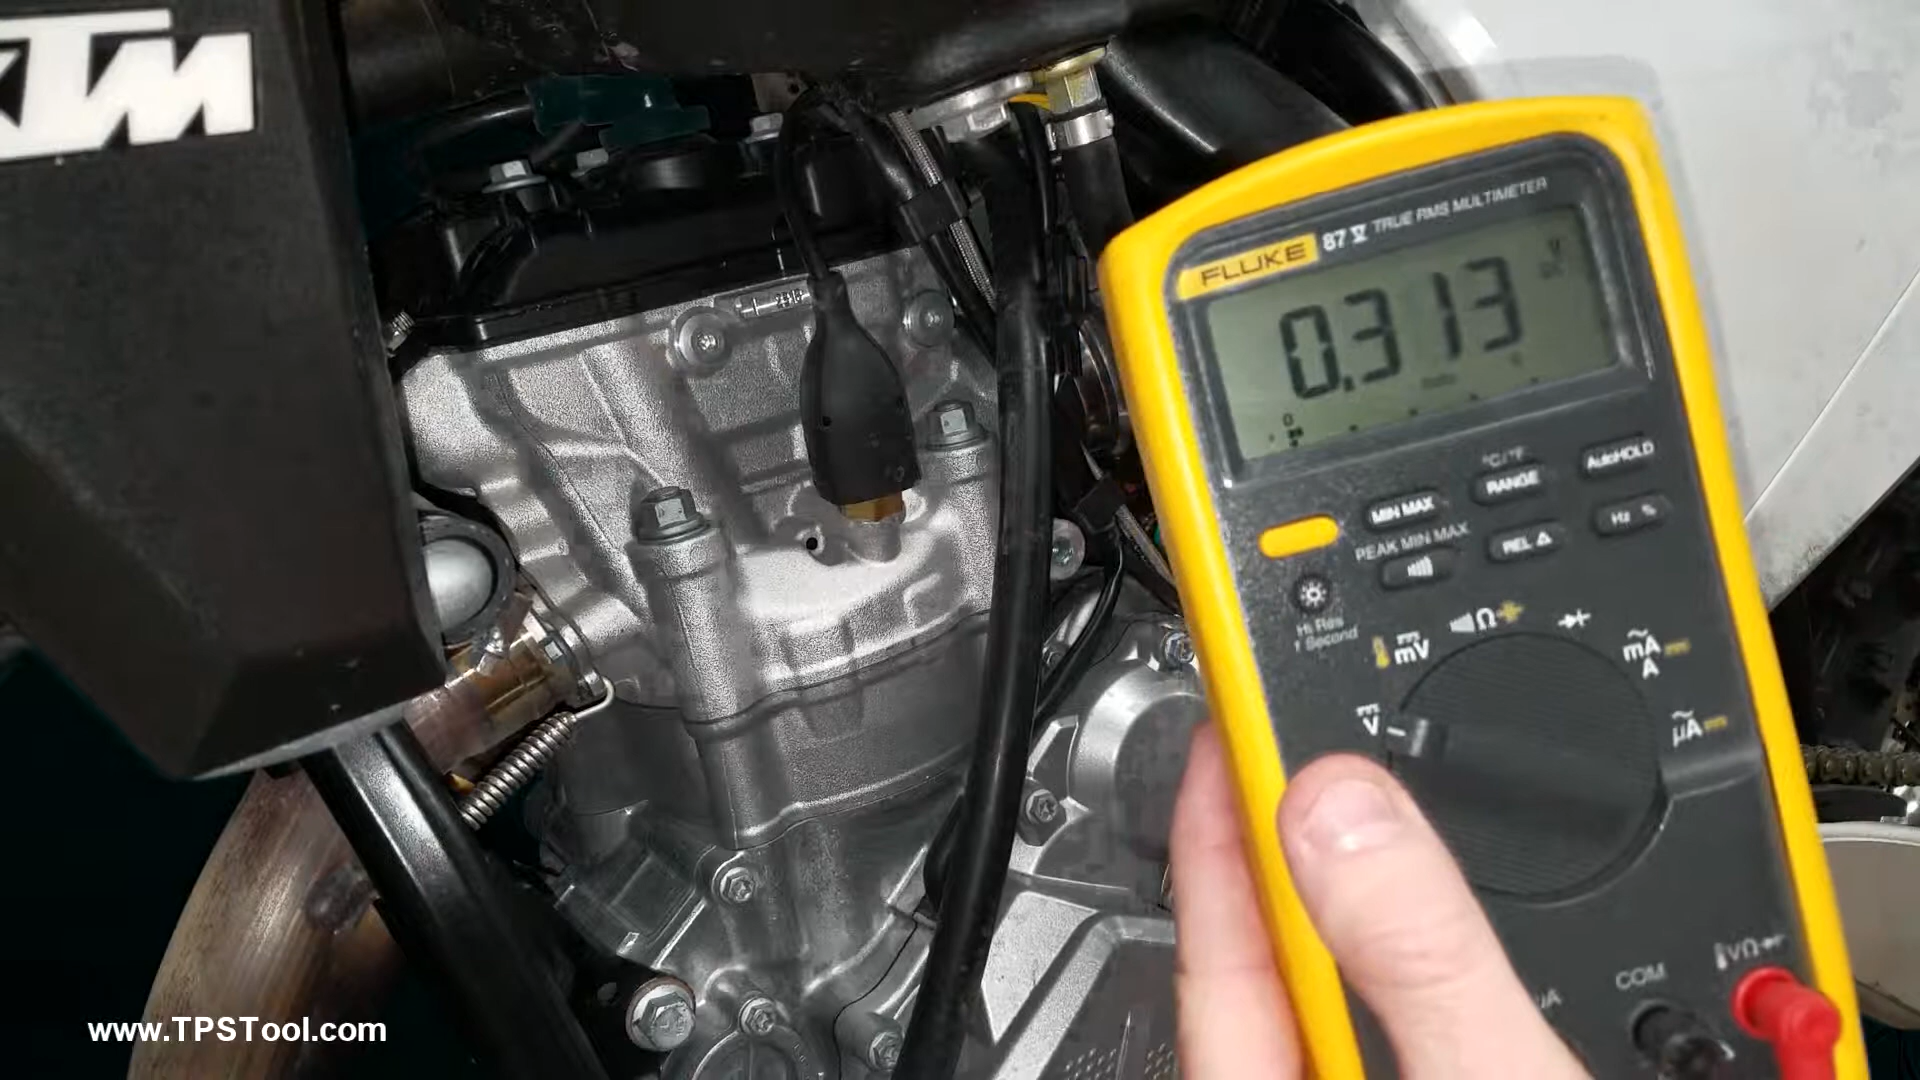 KTM
FLUKE 87 V TRUE RMS MULTIMETER
0.313
V
MIN MAX
RANGE
AutoHOLD
PEAK MIN MAX
REL Δ
Hz %
Hi Res
1 Second
mV
Ω
mA
A
V
µA
COM
VΩ
www.TPSTool.com